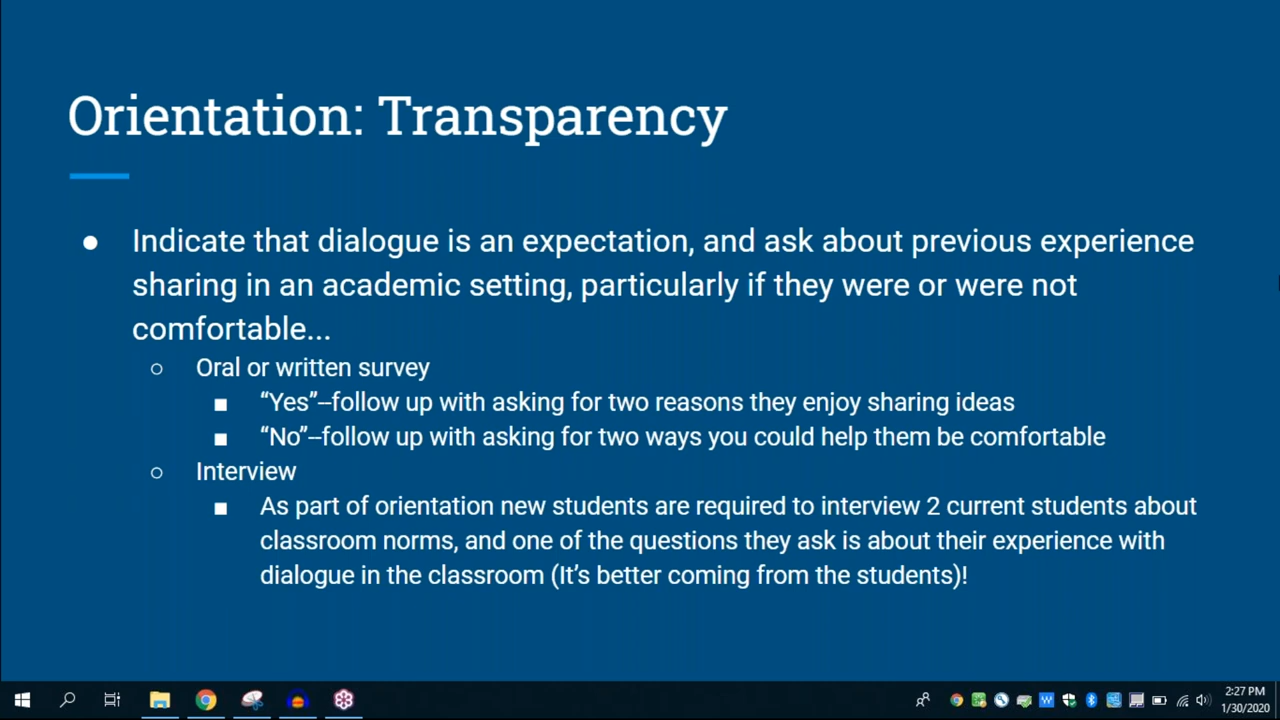 Orientation: Transparency
● Indicate that dialogue is an expectation, and ask about previous experience
sharing in an academic setting, particularly if they were or were not
comfortable...
○ Oral or written survey
■ “Yes”--follow up with asking for two reasons they enjoy sharing ideas
■ “No”--follow up with asking for two ways you could help them be comfortable
○ Interview
■ As part of orientation new students are required to interview 2 current students about
classroom norms, and one of the questions they ask is about their experience with
dialogue in the classroom (It’s better coming from the students)!
2:27 PM
1/30/2020